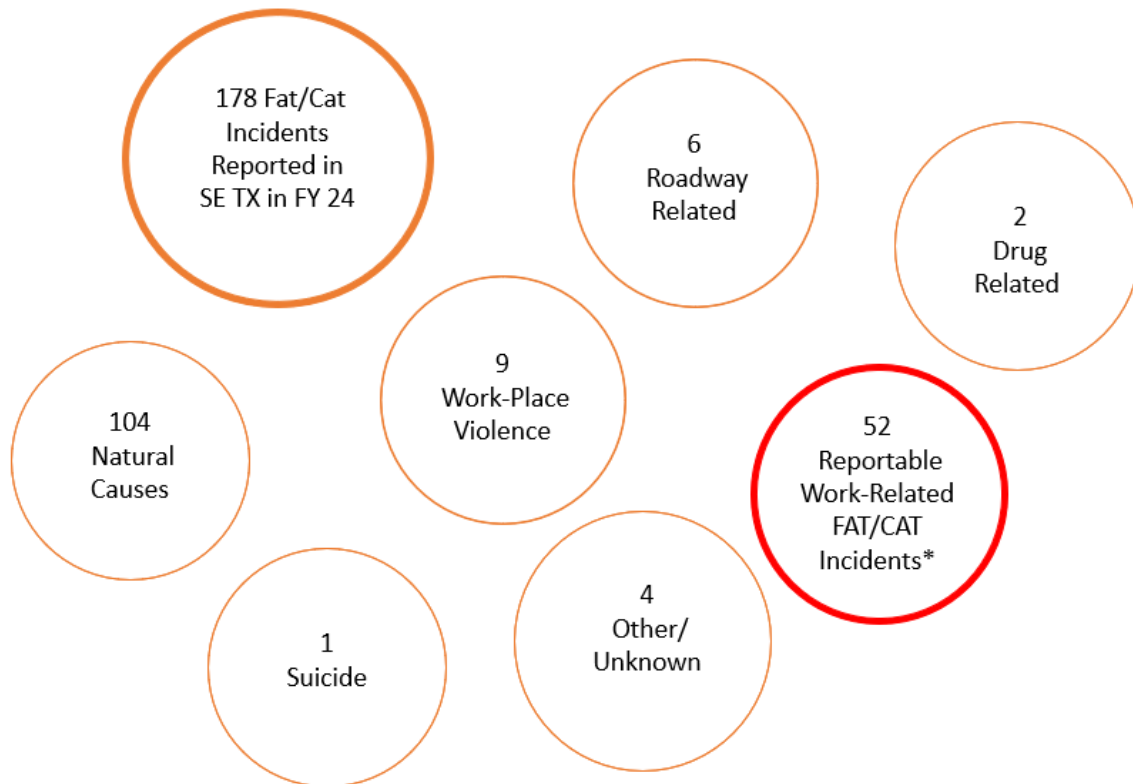 178 Fat/Cat
Incidents
Reported in
SE TX in FY 24
6
Roadway
Related
2
Drug
Related
9
Work-Place
Violence
104
Natural
Causes
52
Reportable
Work-Related
FAT/CAT
Incidents*
1
Suicide
4
Other/
Unknown